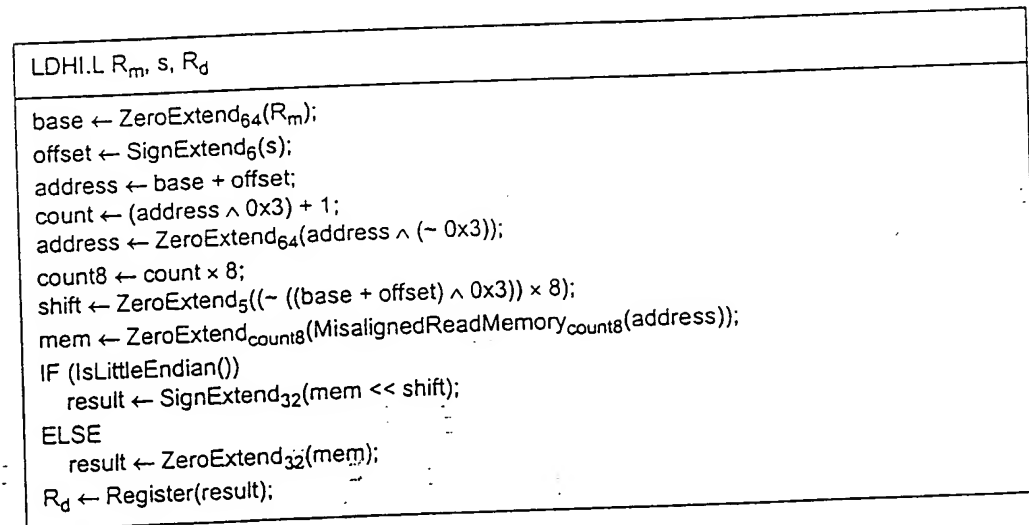 LDHI.L Rm, s, Rd
base ← ZeroExtend64(Rm);
offset ← SignExtend6(s);
address ← base + offset;
count ← (address ∧ 0x3) + 1;
address ← ZeroExtend64(address ∧ (~ 0x3));
count8 ← count × 8;
shift ← ZeroExtend5((~ ((base + offset) ∧ 0x3)) × 8);
mem ← ZeroExtendcount8(MisalignedReadMemorycount8(address));
IF (IsLittleEndian())
result ← SignExtend32(mem << shift);
ELSE
result ← ZeroExtend32(mem);
Rd ← Register(result);